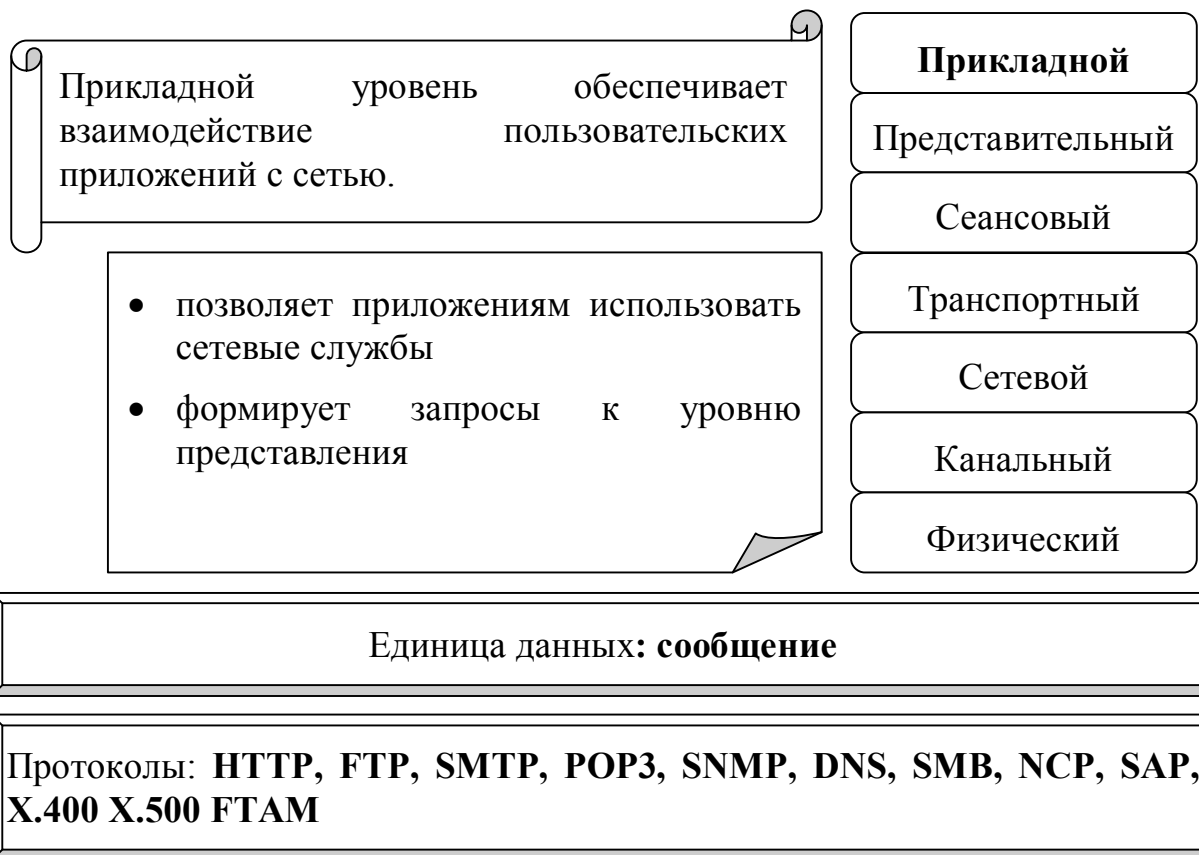 Прикладной уровень обеспечивает
взаимодействие пользовательских
приложений с сетью.
• позволяет приложениям использовать
сетевые службы
• формирует запросы к уровню
представления
Прикладной
Представительный
Сеансовый
Транспортный
Сетевой
Канальный
Физический
Единица данных: сообщение
Протоколы: HTTP, FTP, SMTP, POP3, SNMP, DNS, SMB, NCP, SAP,
X.400 X.500 FTAM